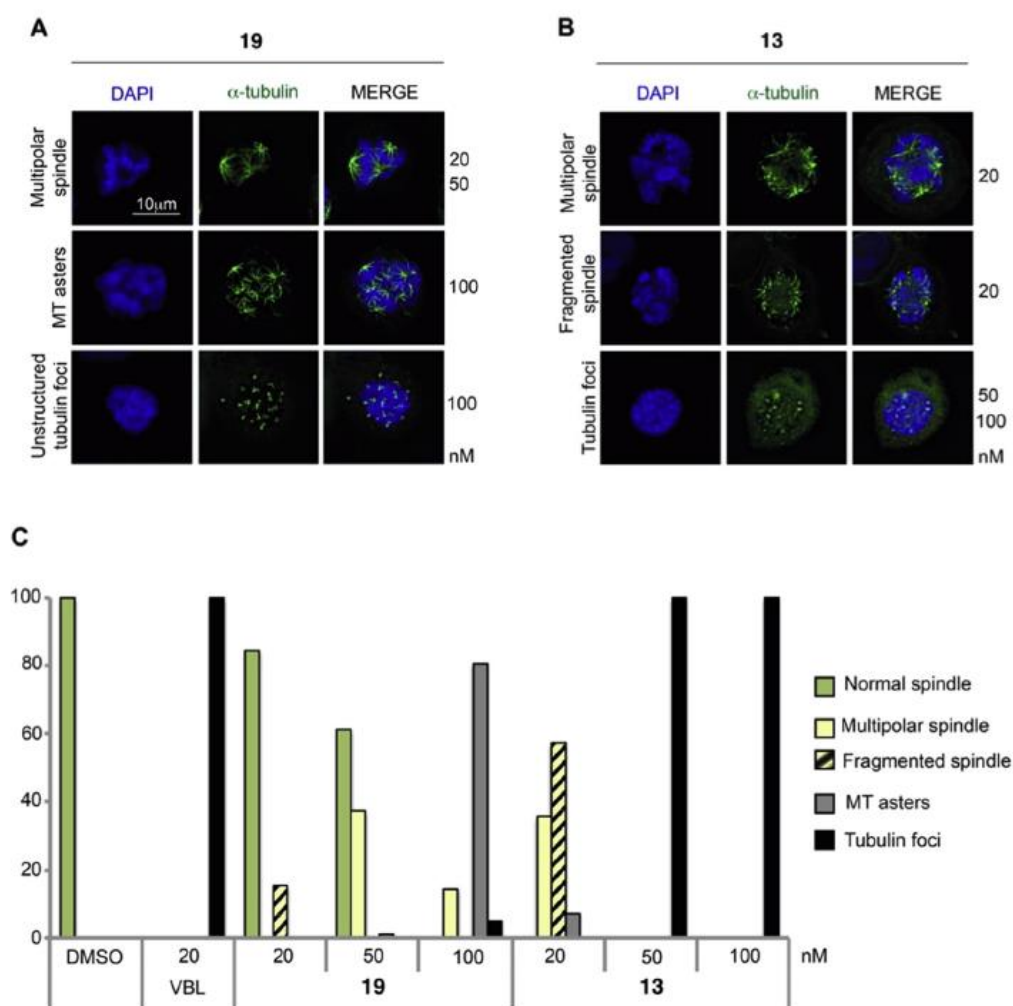 A
19
DAPI α-tubulin MERGE
Multipolar
spindle
10μm
20
50
MT asters
100
Unstructured
tubulin foci
100
nM
B
13
DAPI α-tubulin MERGE
Multipolar
spindle
20
Fragmented
spindle
20
Tubulin foci
50
100
nM
C
100
80
60
40
20
0
DMSO 20 20 50 100 20 50 100 nM
VBL 19 13
Normal spindle
Multipolar spindle
Fragmented spindle
MT asters
Tubulin foci